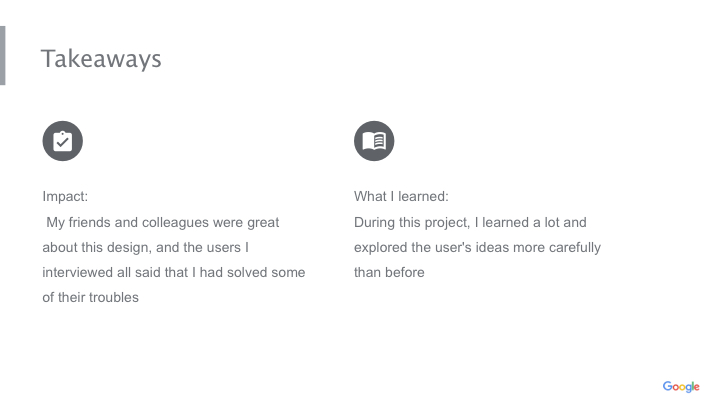 Takeaways
Impact:
My friends and colleagues were great
about this design, and the users I
interviewed all said that I had solved some
of their troubles
What I learned:
During this project, I learned a lot and
explored the user's ideas more carefully
than before
Google